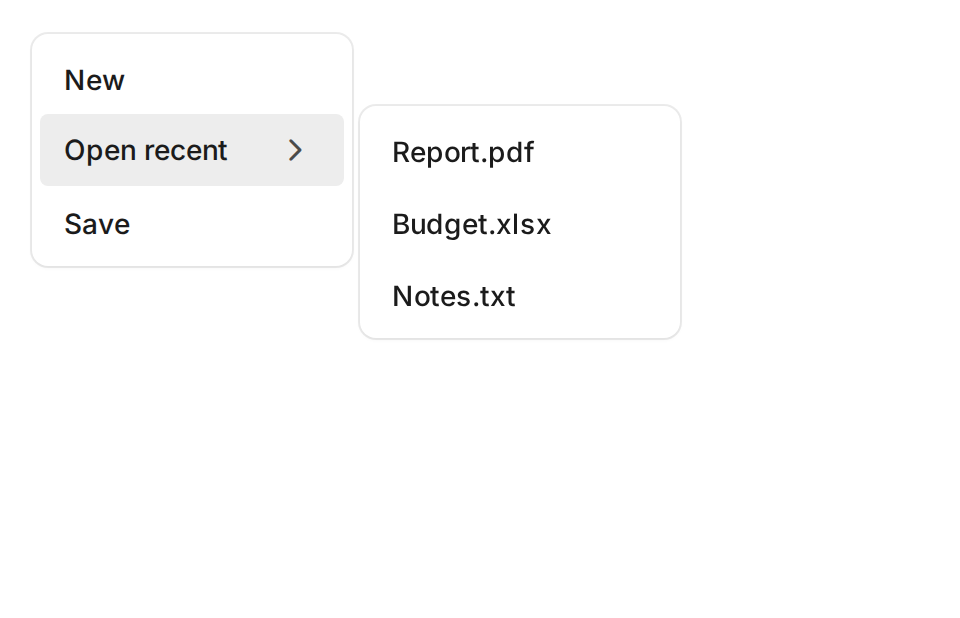 New
Open recent
Save
Report.pdf
Budget.xlsx
Notes.txt